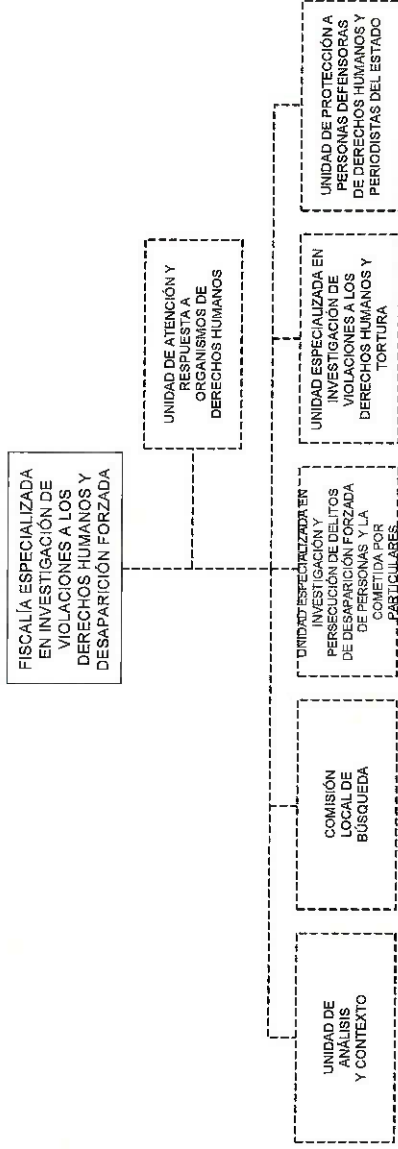 FISCALÍA ESPECIALIZADA
EN INVESTIGACIÓN DE
VIOLACIONES A LOS
DERECHOS HUMANOS Y
DESAPARICIÓN FORZADA
UNIDAD DE ATENCIÓN Y
RESPUESTA A
ORGANISMOS DE
DERECHOS HUMANOS
UNIDAD DE
ANÁLISIS
Y CONTEXTO
COMISIÓN
LOCAL DE
BÚSQUEDA
UNIDAD ESPECIALIZADA EN
INVESTIGACIÓN Y
PERSECUCIÓN DE DELITOS
DE DESAPARICIÓN FORZADA
DE PERSONAS Y LA
COMETIDA POR
PARTICULARES.
UNIDAD ESPECIALIZADA EN
INVESTIGACIÓN DE
VIOLACIONES A LOS
DERECHOS HUMANOS Y
TORTURA
UNIDAD DE PROTECCIÓN A
PERSONAS DEFENSORAS
DE DERECHOS HUMANOS Y
PERIODISTAS DEL ESTADO